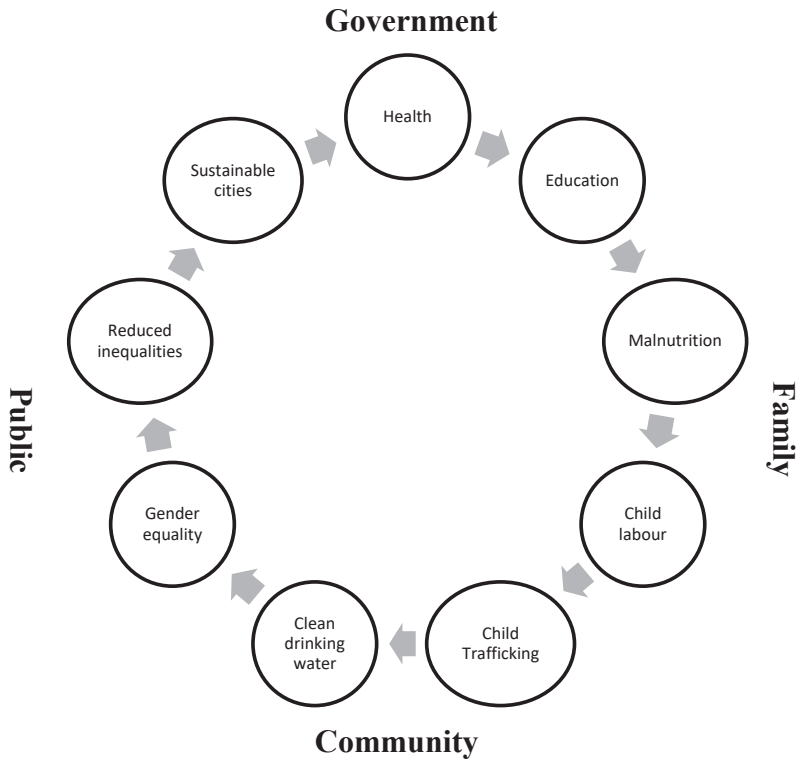 Government
Health
Education
Malnutrition
Child
labour
Child
Trafficking
Clean
drinking
water
Gender
equality
Reduced
inequalities
Sustainable
cities
Family
Community
Public